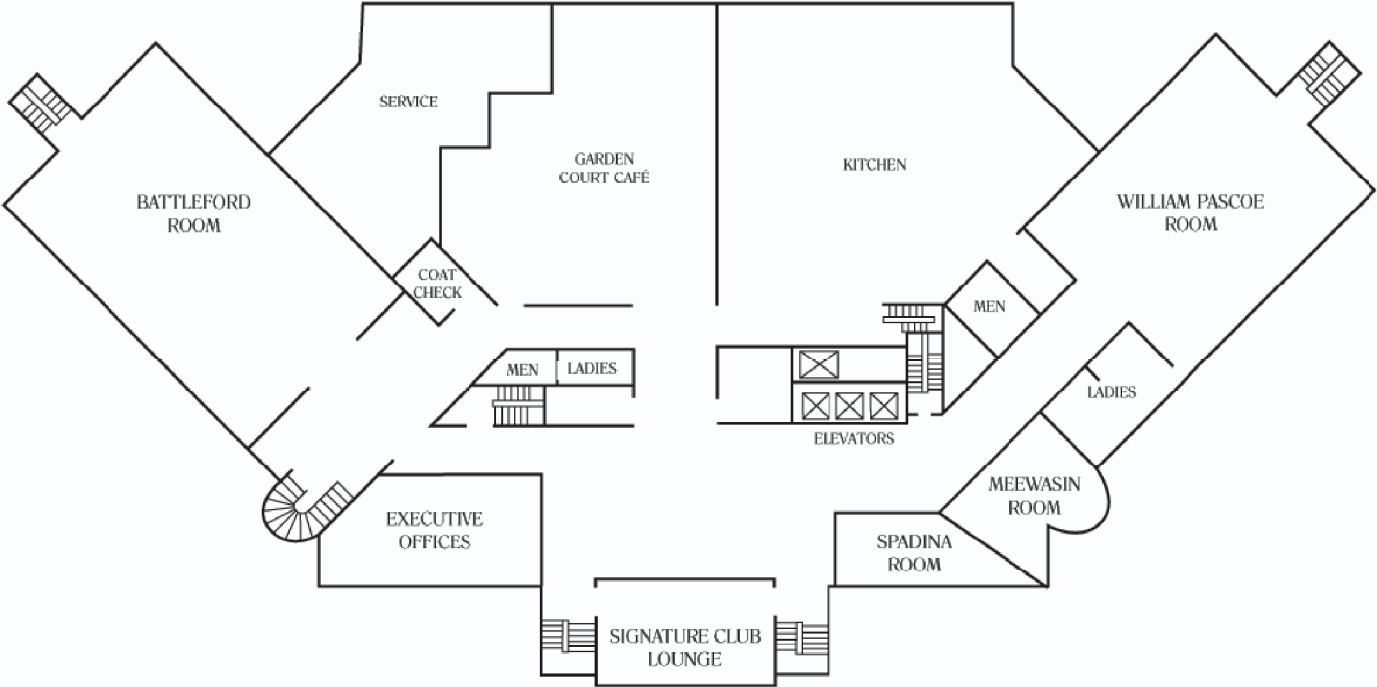 SERVICE
GARDEN
COURT CAFÉ
KITCHEN
BATTLEFORD
ROOM
WILLIAM PASCOE
ROOM
COAT
CHECK
MEN
MEN
LADIES
LADIES
ELEVATORS
MEEWASIN
ROOM
EXECUTIVE
OFFICES
SPADINA
ROOM
SIGNATURE CLUB
LOUNGE